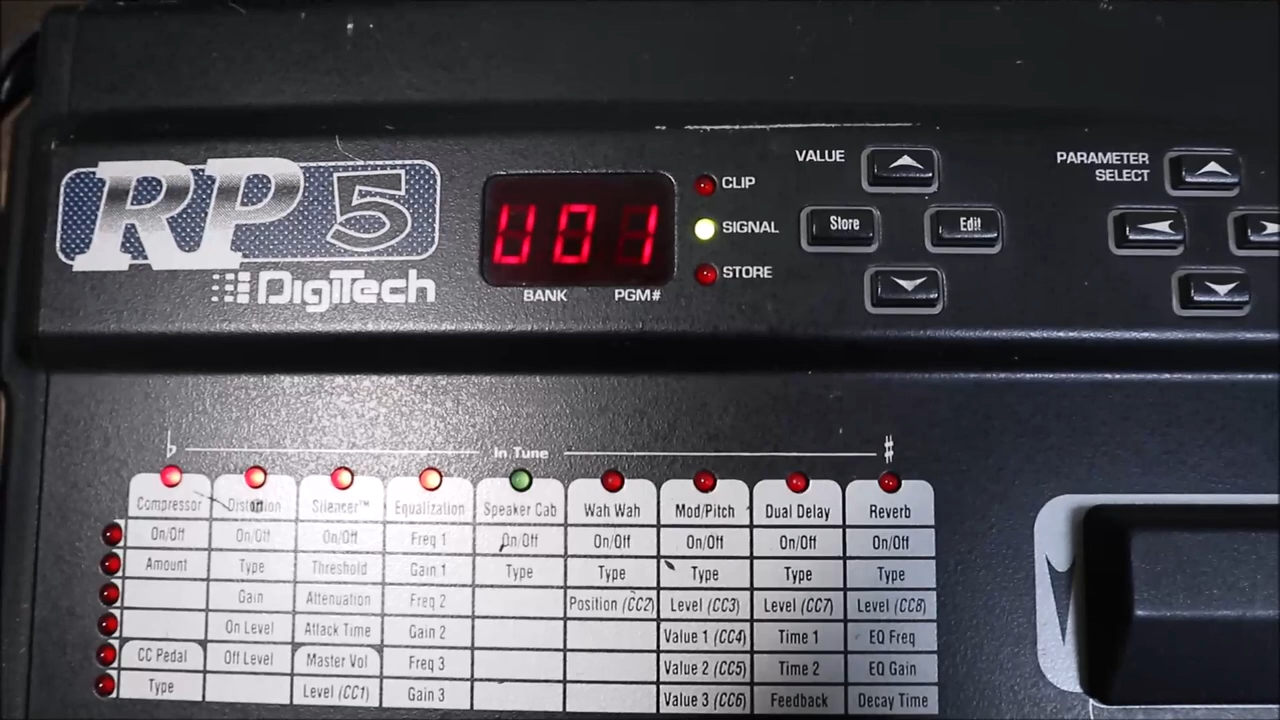 RP 5
DigiTech
U01
BANK PGM#
CLIP
SIGNAL
STORE
VALUE
Store
Edit
PARAMETER
SELECT
♭ In Tune ♯
Compressor Distortion Silencer™ Equalization Speaker Cab Wah Wah Mod/Pitch Dual Delay Reverb
On/Off On/Off On/Off Freq 1 On/Off On/Off On/Off On/Off On/Off
Amount Type Threshold Gain 1 Type Type Type Type Type
Gain Attenuation Freq 2 Position (CC2) Level (CC3) Level (CC7) Level (CC8)
On Level Attack Time Gain 2 Value 1 (CC4) Time 1 EQ Freq
CC Pedal Off Level Master Vol Freq 3 Value 2 (CC5) Time 2 EQ Gain
Type Level (CC1) Gain 3 Value 3 (CC6) Feedback Decay Time